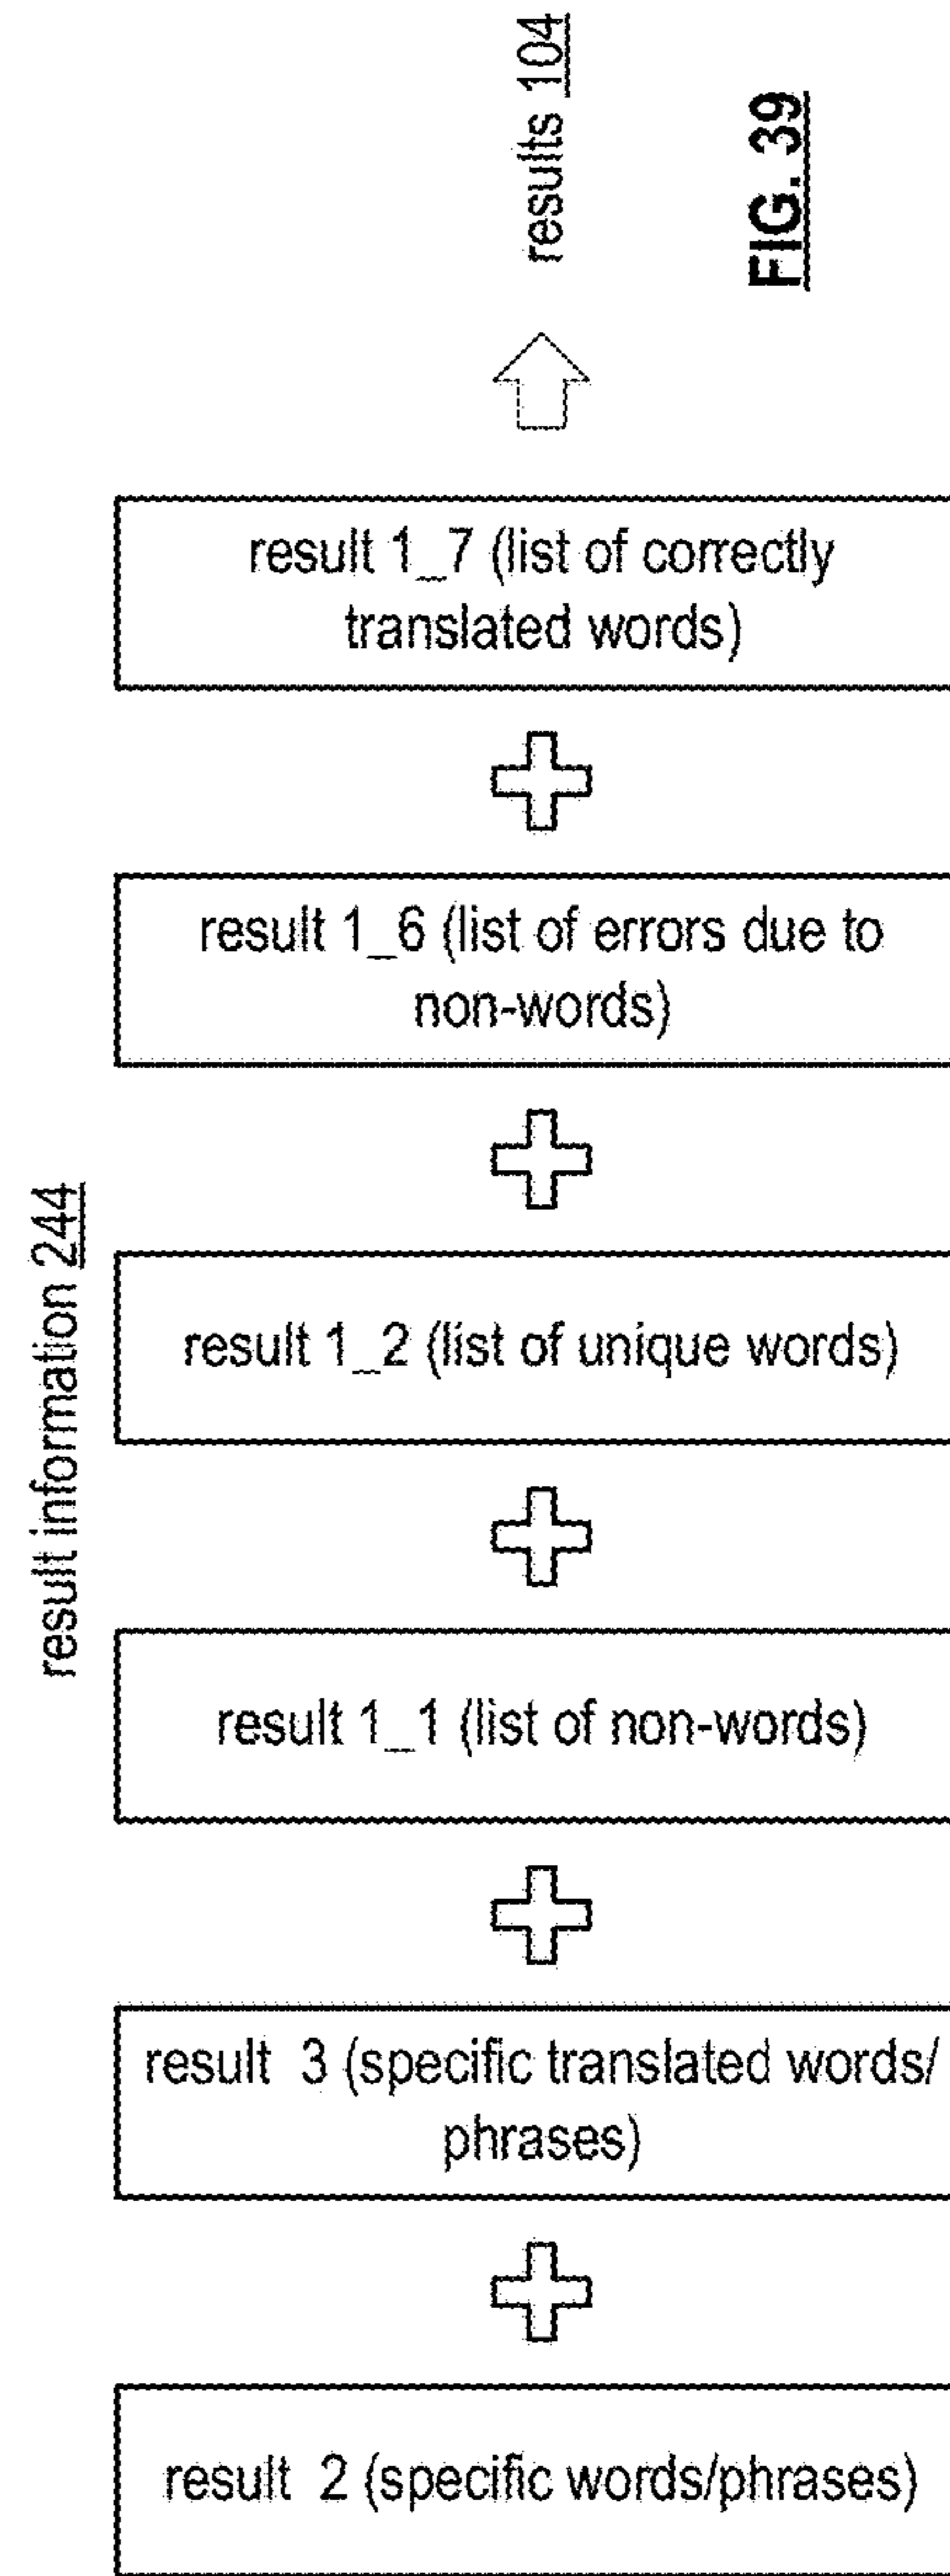 result information 244
results 104
FIG. 39
result 1_7 (list of correctly
translated words)
result 1_6 (list of errors due to
non-words)
result 1_2 (list of unique words)
result 1_1 (list of non-words)
result 3 (specific translated words/
phrases)
result 2 (specific words/phrases)